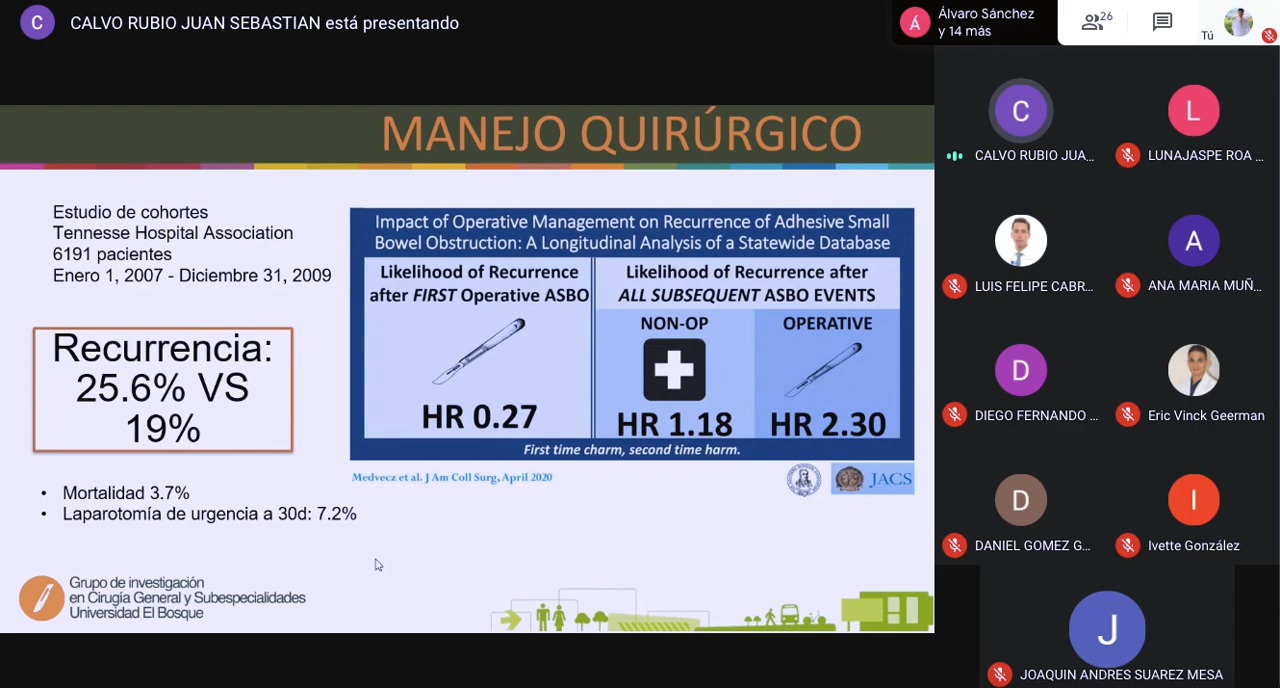 C CALVO RUBIO JUAN SEBASTIAN está presentando
Á Álvaro Sánchez
y 14 más
26
Tú
MANEJO QUIRÚRGICO
Estudio de cohortes
Tennesse Hospital Association
6191 pacientes
Enero 1, 2007 - Diciembre 31, 2009
Recurrencia:
25.6% VS
19%
• Mortalidad 3.7%
• Laparotomía de urgencia a 30d: 7.2%
Impact of Operative Management on Recurrence of Adhesive Small
Bowel Obstruction: A Longitudinal Analysis of a Statewide Database
Likelihood of Recurrence
after FIRST Operative ASBO
HR 0.27
Likelihood of Recurrence after
ALL SUBSEQUENT ASBO EVENTS
NON-OP
HR 1.18
OPERATIVE
HR 2.30
First time charm, second time harm.
Medvecz et al. J Am Coll Surg, April 2020
JACS
Grupo de investigación
en Cirugía General y Subespecialidades
Universidad El Bosque
C
CALVO RUBIO JUA...
L
LUNAJASPE ROA ...
LUIS FELIPE CABR...
A
ANA MARIA MUÑ...
D
DIEGO FERNANDO ...
Eric Vinck Geerman
D
DANIEL GOMEZ G...
I
Ivette González
J
JOAQUIN ANDRES SUAREZ MESA